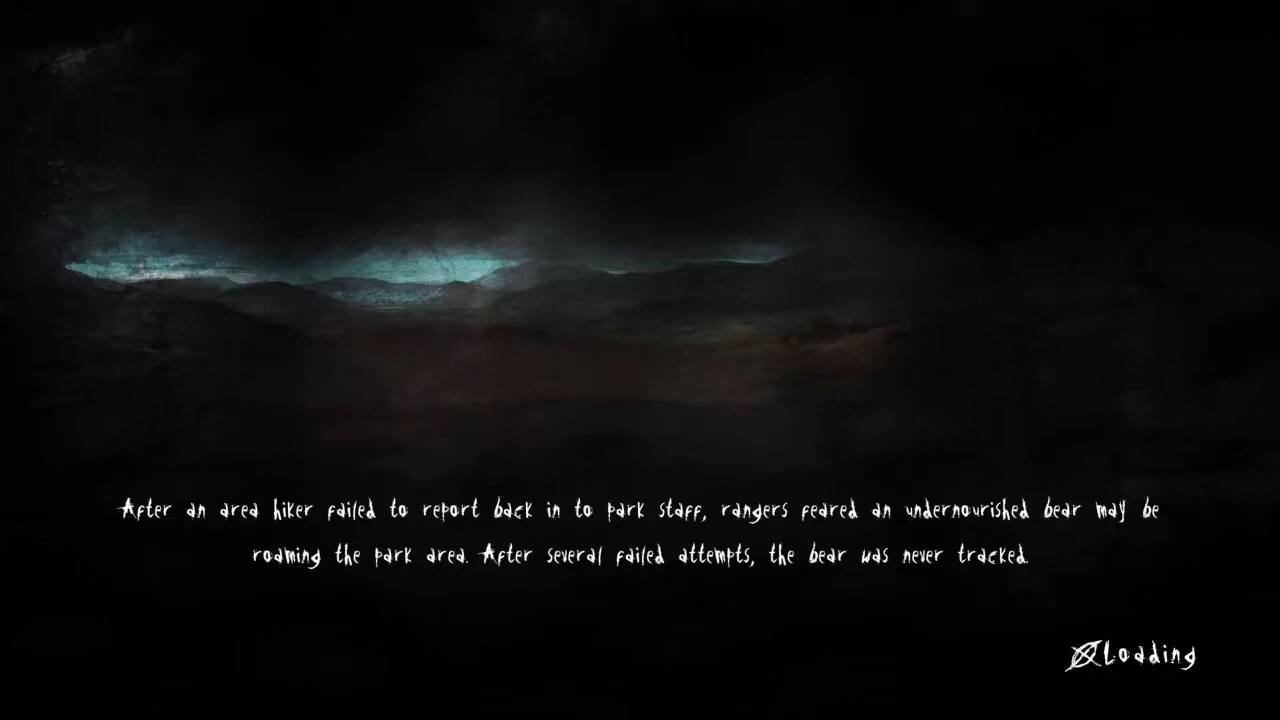 After an area hiker failed to report back in to park staff, rangers feared an undernourished bear may be
roaming the park area. After several failed attempts, the bear was never tracked.
Loading